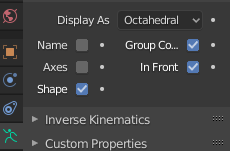 Display As Octahedral
Name Group Co...
Axes In Front
Shape
Inverse Kinematics
Custom Properties